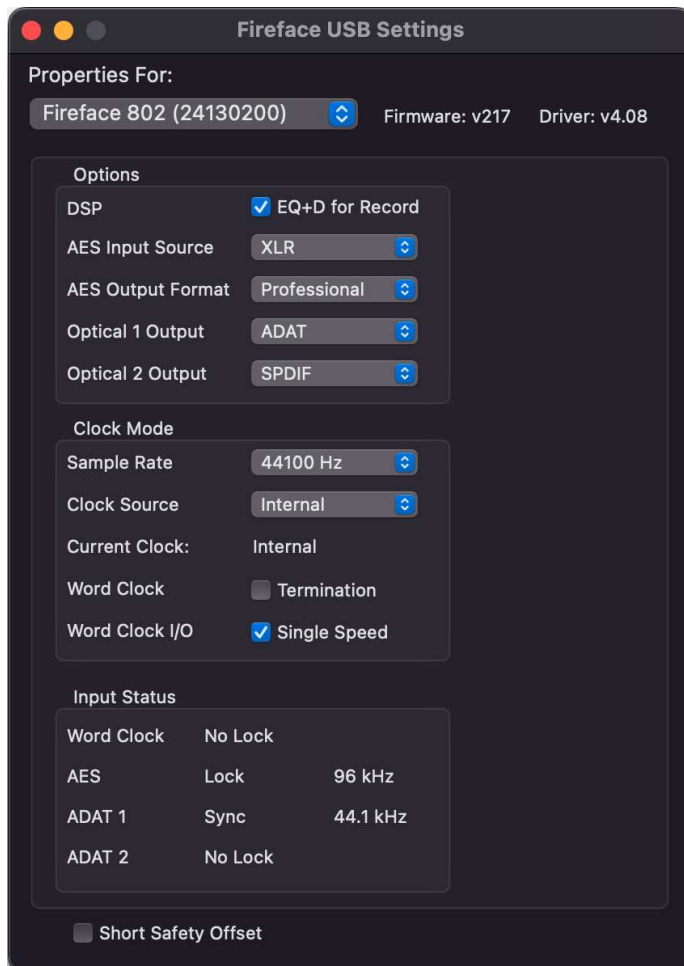 Fireface USB Settings
Properties For:
Fireface 802 (24130200) Firmware: v217 Driver: v4.08
Options
DSP EQ+D for Record
AES Input Source XLR
AES Output Format Professional
Optical 1 Output ADAT
Optical 2 Output SPDIF
Clock Mode
Sample Rate 44100 Hz
Clock Source Internal
Current Clock: Internal
Word Clock Termination
Word Clock I/O Single Speed
Input Status
Word Clock No Lock
AES Lock 96 kHz
ADAT 1 Sync 44.1 kHz
ADAT 2 No Lock
Short Safety Offset